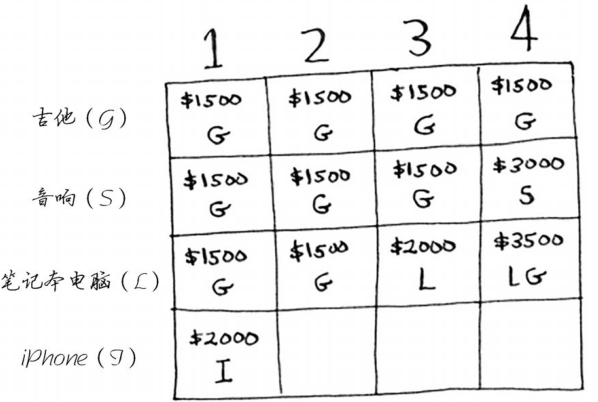 1 2 3 4
吉他（G） $1500 G $1500 G $1500 G $1500 G
音响（S） $1500 G $1500 G $1500 G $3000 S
笔记本电脑（L） $1500 G $1500 G $2000 L $3500 LG
iPhone（I） $2000 I